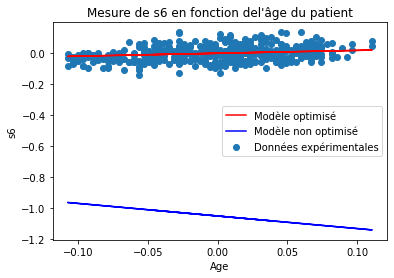 Mesure de s6 en fonction del'âge du patient
0.0
−0.2
−0.4
−0.6
−0.8
−1.0
−1.2
s6
Modèle optimisé
Modèle non optimisé
Données expérimentales
−0.10
−0.05
0.00
0.05
0.10
Age